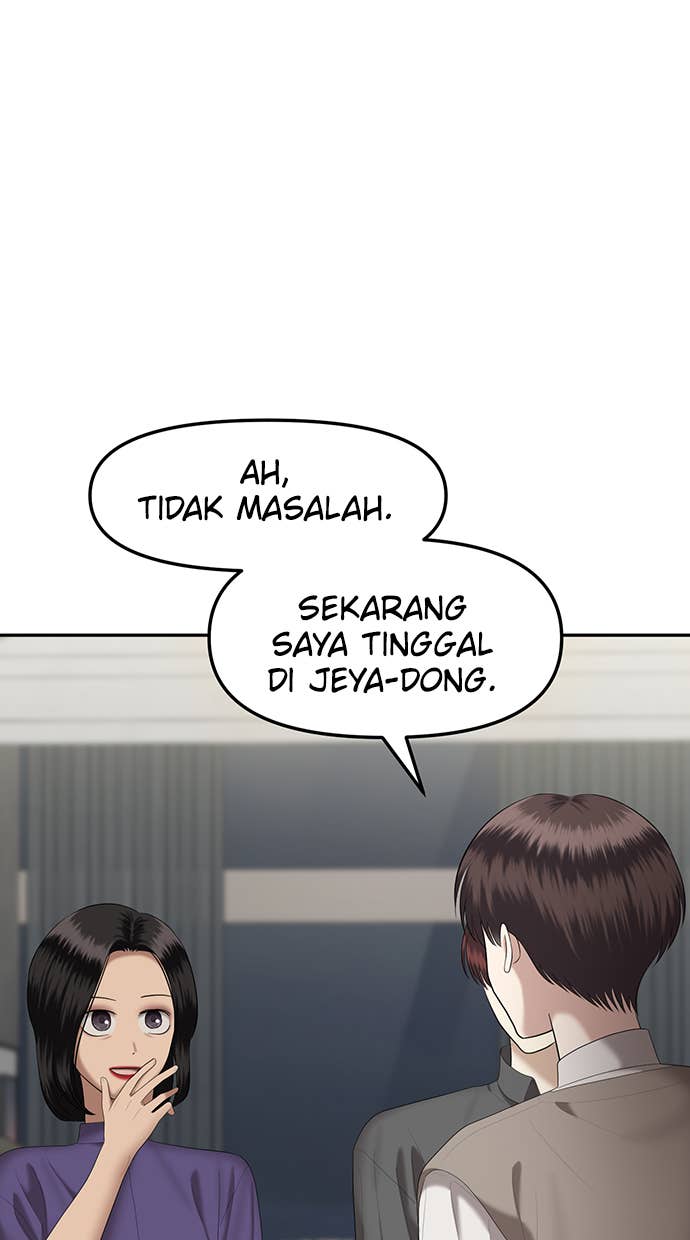 AH,
TIDAK MASALAH.
SEKARANG
SAYA TINGGAL
DI JEYA-DONG.